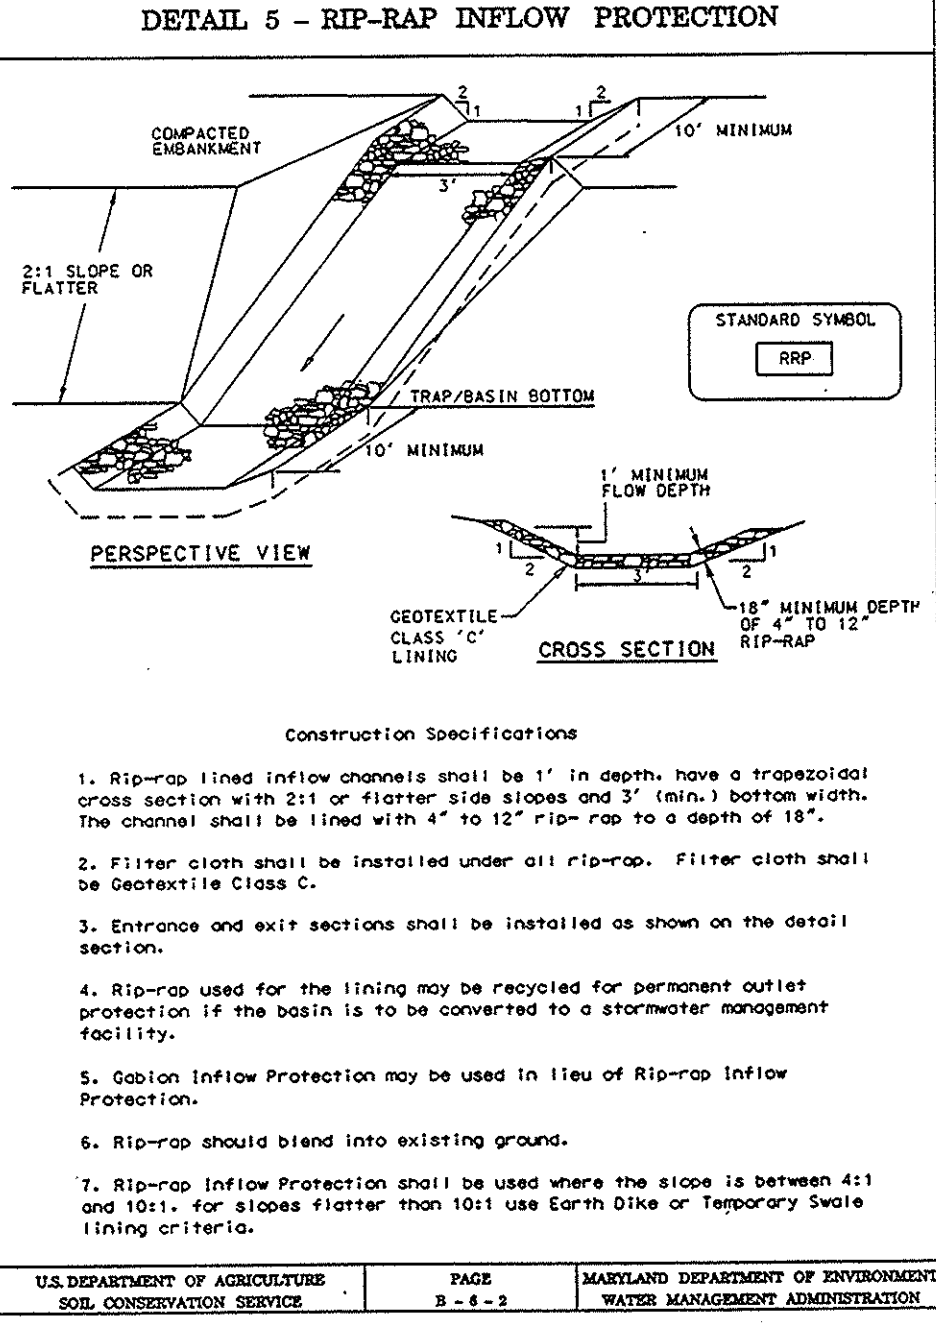 DETAIL 5 - RIP-RAP INFLOW PROTECTION
2
1
1
2
COMPACTED
EMBANKMENT
10' MINIMUM
3'
2:1 SLOPE OR
FLATTER
STANDARD SYMBOL
RRP
TRAP/BASIN BOTTOM
10' MINIMUM
1' MINIMUM
FLOW DEPTH
PERSPECTIVE VIEW
1
2
3'
1
2
GEOTEXTILE
CLASS 'C'
LINING
18" MINIMUM DEPTH
OF 4" TO 12"
RIP-RAP
CROSS SECTION
Construction Specifications
1. Rip-rap lined inflow channels shall be 1' in depth. have a trapezoidal
cross section with 2:1 or flatter side slopes and 3' (min.) bottom width.
The channel shall be lined with 4" to 12" rip- rap to a depth of 18".
2. Filter cloth shall be installed under all rip-rap. Filter cloth shall
be Geotextile Class C.
3. Entrance and exit sections shall be installed as shown on the detail
section.
4. Rip-rap used for the lining may be recycled for permanent outlet
protection if the basin is to be converted to a stormwater management
facility.
5. Gabion Inflow Protection may be used in lieu of Rip-rap Inflow
Protection.
6. Rip-rap should blend into existing ground.
7. Rip-rap Inflow Protection shall be used where the slope is between 4:1
and 10:1. for slopes flatter than 10:1 use Earth Dike or Temporary Swale
lining criteria.
U.S. DEPARTMENT OF AGRICULTURE
SOIL CONSERVATION SERVICE
PAGE
B - 6 - 2
MARYLAND DEPARTMENT OF ENVIRONMENT
WATER MANAGEMENT ADMINISTRATION